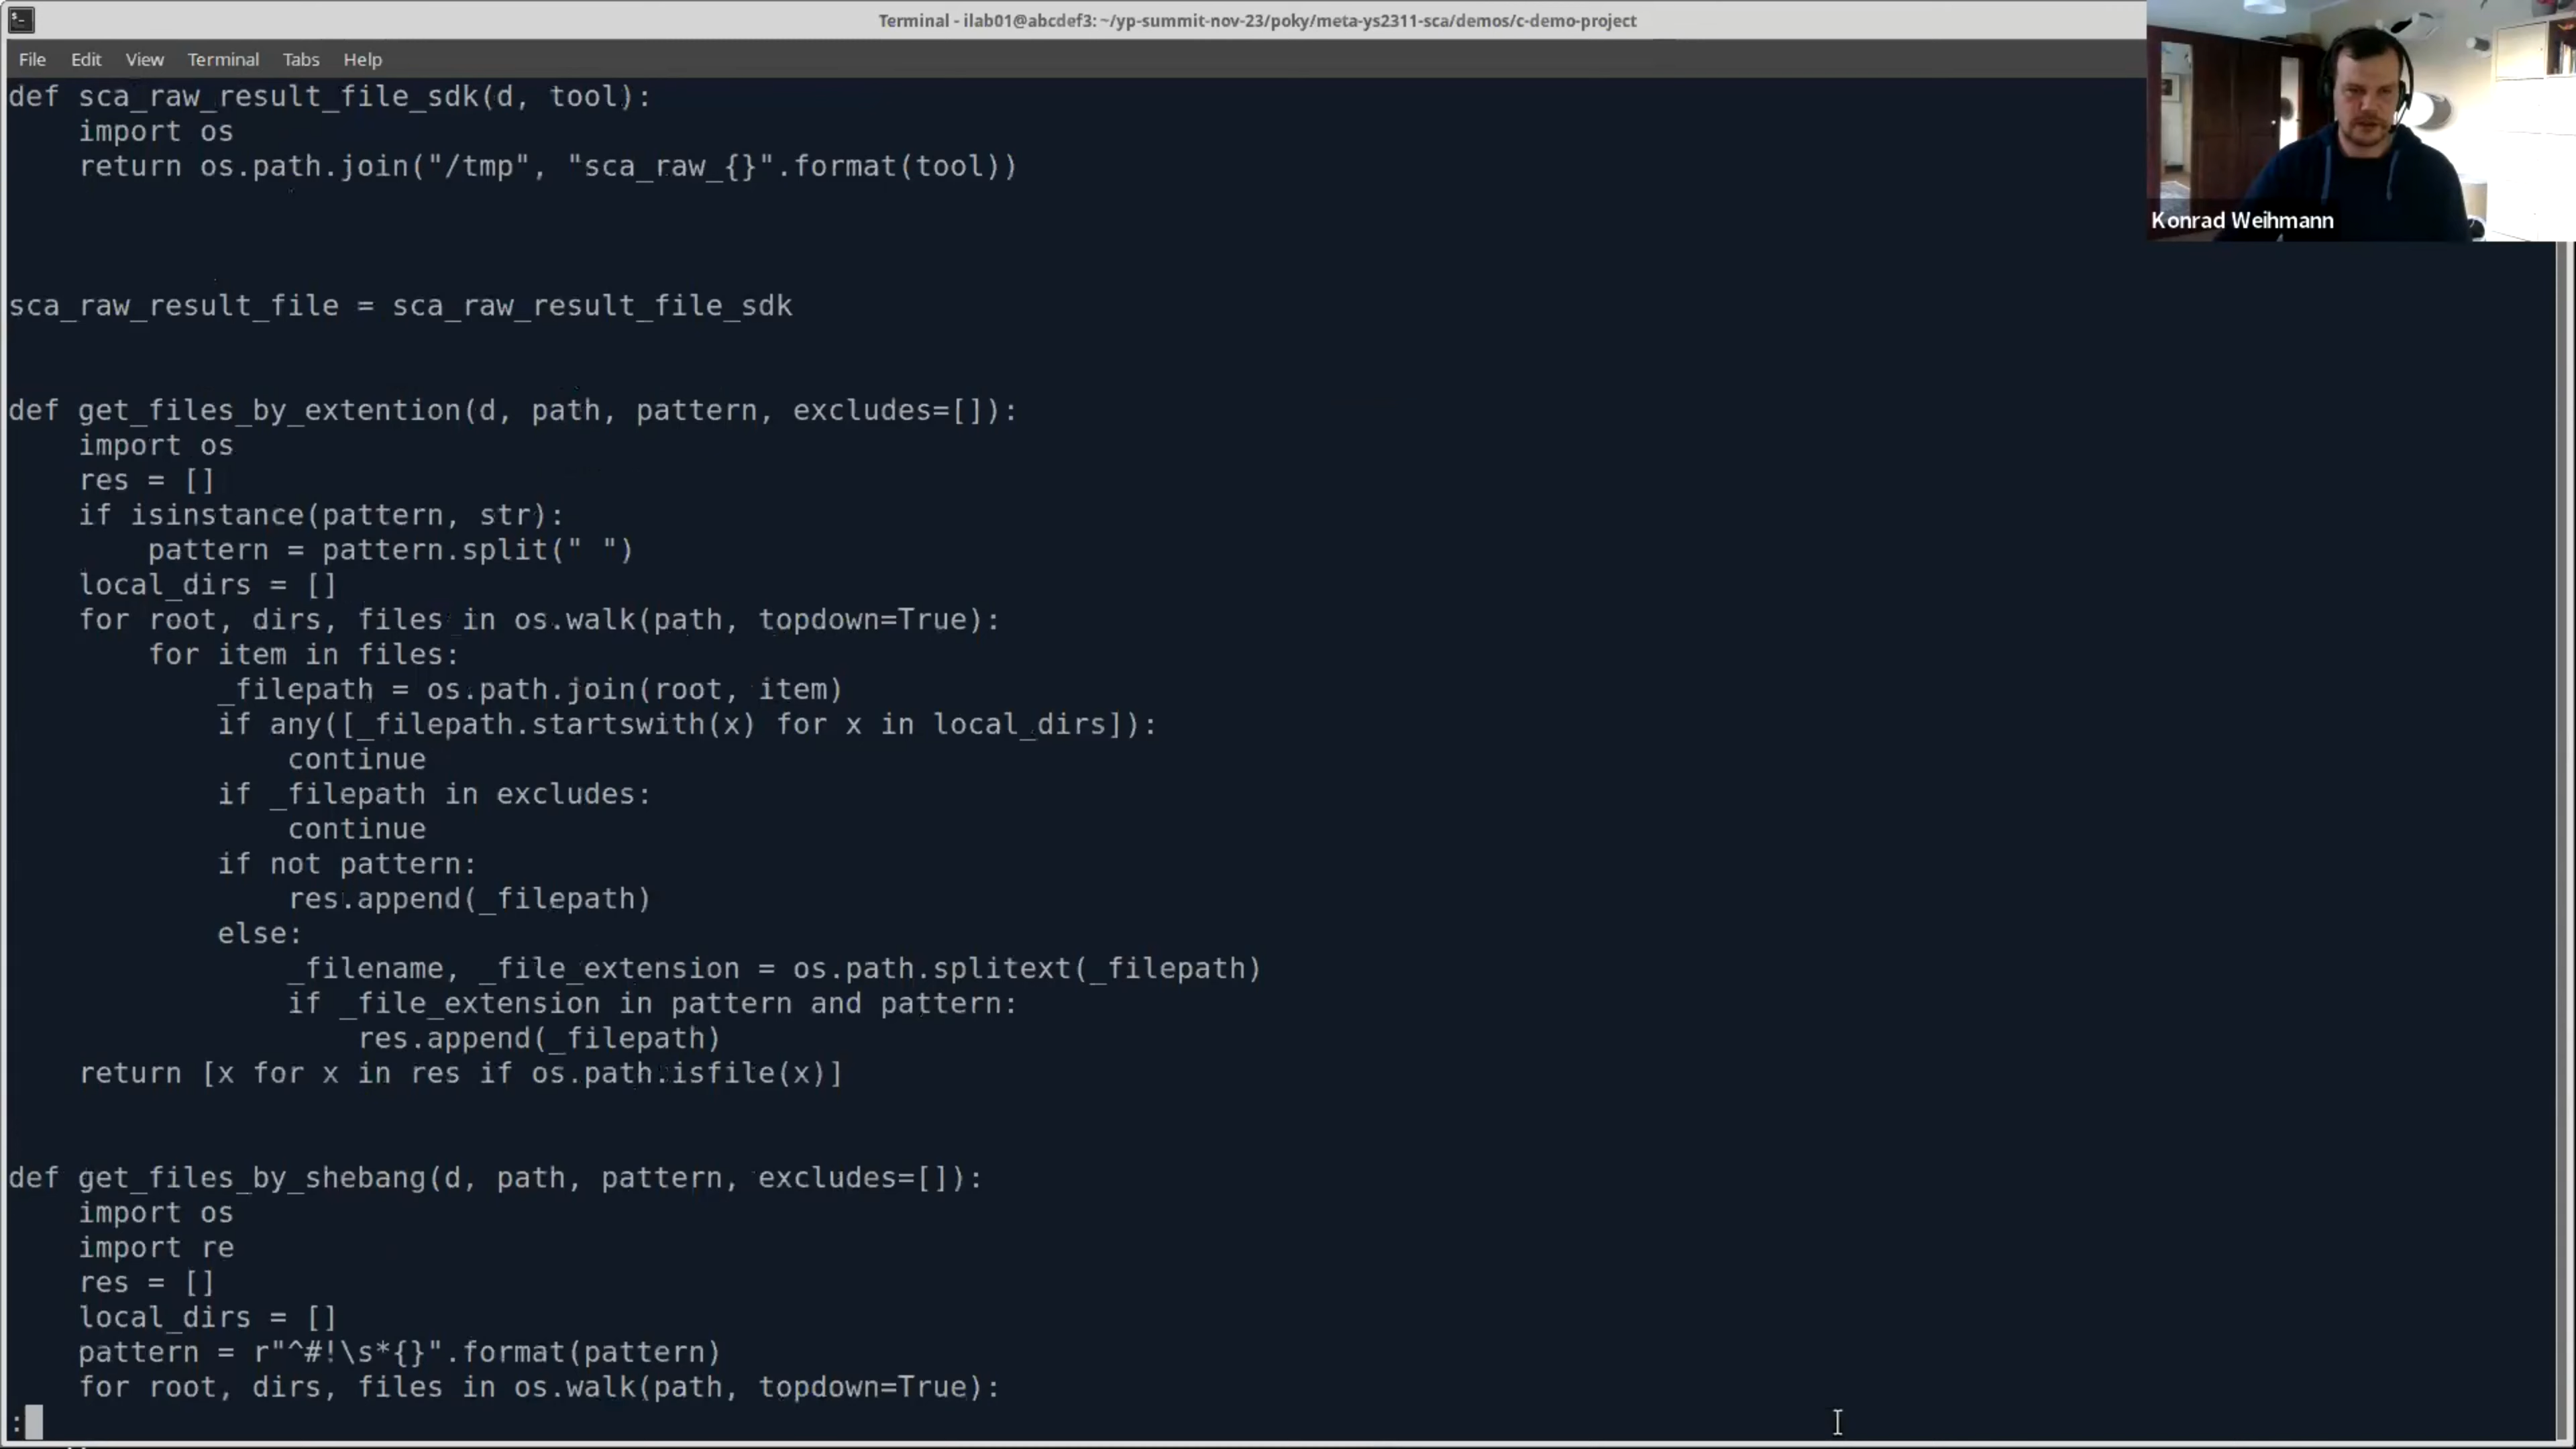 Terminal - ilab01@abcdef3: ~/yp-summit-nov-23/poky/meta-ys2311-sca/demos/c-demo-project
File Edit View Terminal Tabs Help
def sca_raw_result_file_sdk(d, tool):
    import os
    return os.path.join("/tmp", "sca_raw_{}".format(tool))
Konrad Weihmann
sca_raw_result_file = sca_raw_result_file_sdk
def get_files_by_extention(d, path, pattern, excludes=[]):
    import os
    res = []
    if isinstance(pattern, str):
        pattern = pattern.split(" ")
    local_dirs = []
    for root, dirs, files in os.walk(path, topdown=True):
        for item in files:
            _filepath = os.path.join(root, item)
            if any([_filepath.startswith(x) for x in local_dirs]):
                continue
            if _filepath in excludes:
                continue
            if not pattern:
                res.append(_filepath)
            else:
                _filename, _file_extension = os.path.splitext(_filepath)
                if _file_extension in pattern and pattern:
                    res.append(_filepath)
    return [x for x in res if os.path.isfile(x)]
def get_files_by_shebang(d, path, pattern, excludes=[]):
    import os
    import re
    res = []
    local_dirs = []
    pattern = r"^#!\s*{}".format(pattern)
    for root, dirs, files in os.walk(path, topdown=True):
: